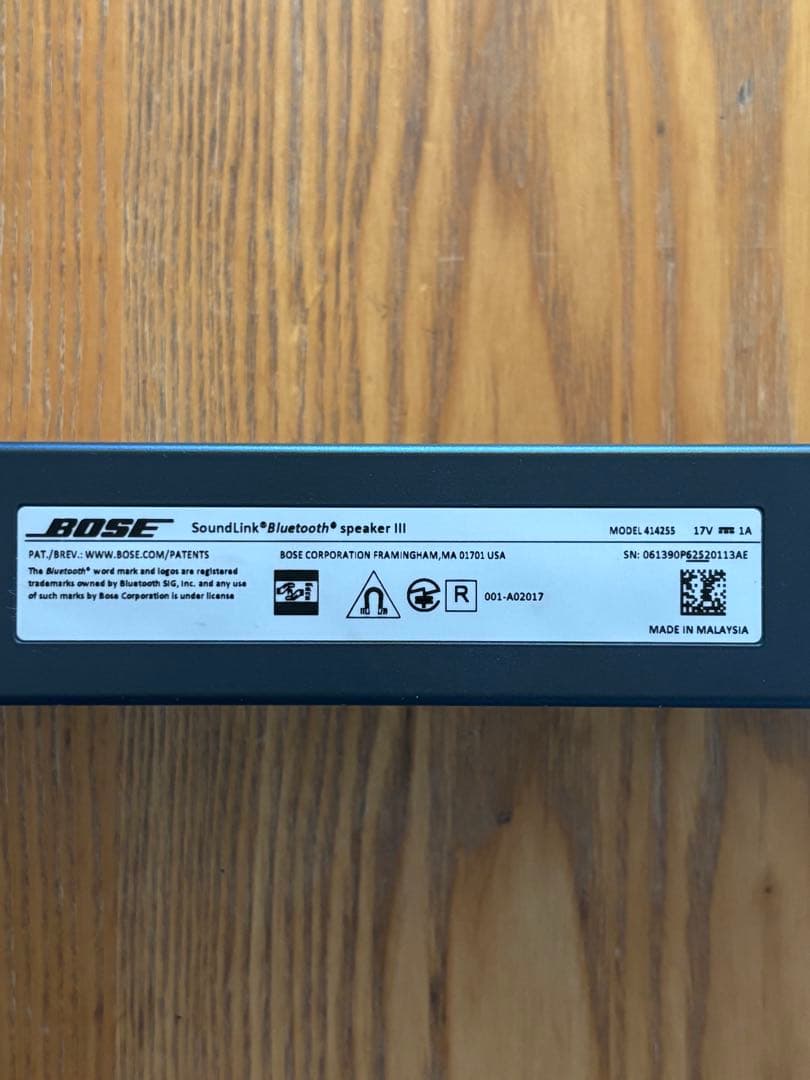 BOSE SoundLink®Bluetooth® speaker III MODEL 414255 17V ⎓ 1A
PAT./BREV.: WWW.BOSE.COM/PATENTS BOSE CORPORATION FRAMINGHAM,MA 01701 USA SN: 061390P62520113AE
The Bluetooth® word mark and logos are registered
trademarks owned by Bluetooth SIG, Inc. and any use
of such marks by Bose Corporation is under license
R 001-A02017
MADE IN MALAYSIA